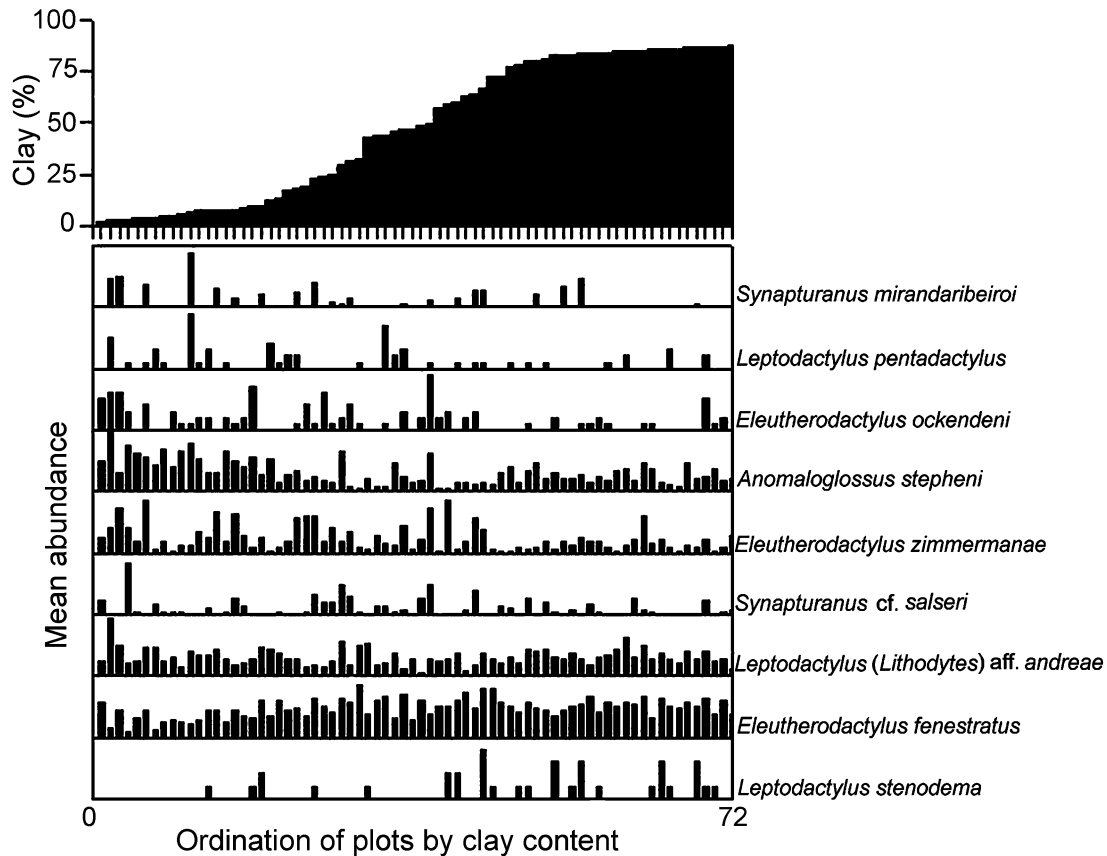 100
75
50
25
0
Clay (%)
Synapturanus mirandaribeiroi
Leptodactylus pentadactylus
Eleutherodactylus ockendeni
Anomaloglossus stepheni
Eleutherodactylus zimmermanae
Synapturanus cf. salseri
Leptodactylus (Lithodytes) aff. andreae
Eleutherodactylus fenestratus
Leptodactylus stenodema
Mean abundance
0
72
Ordination of plots by clay content